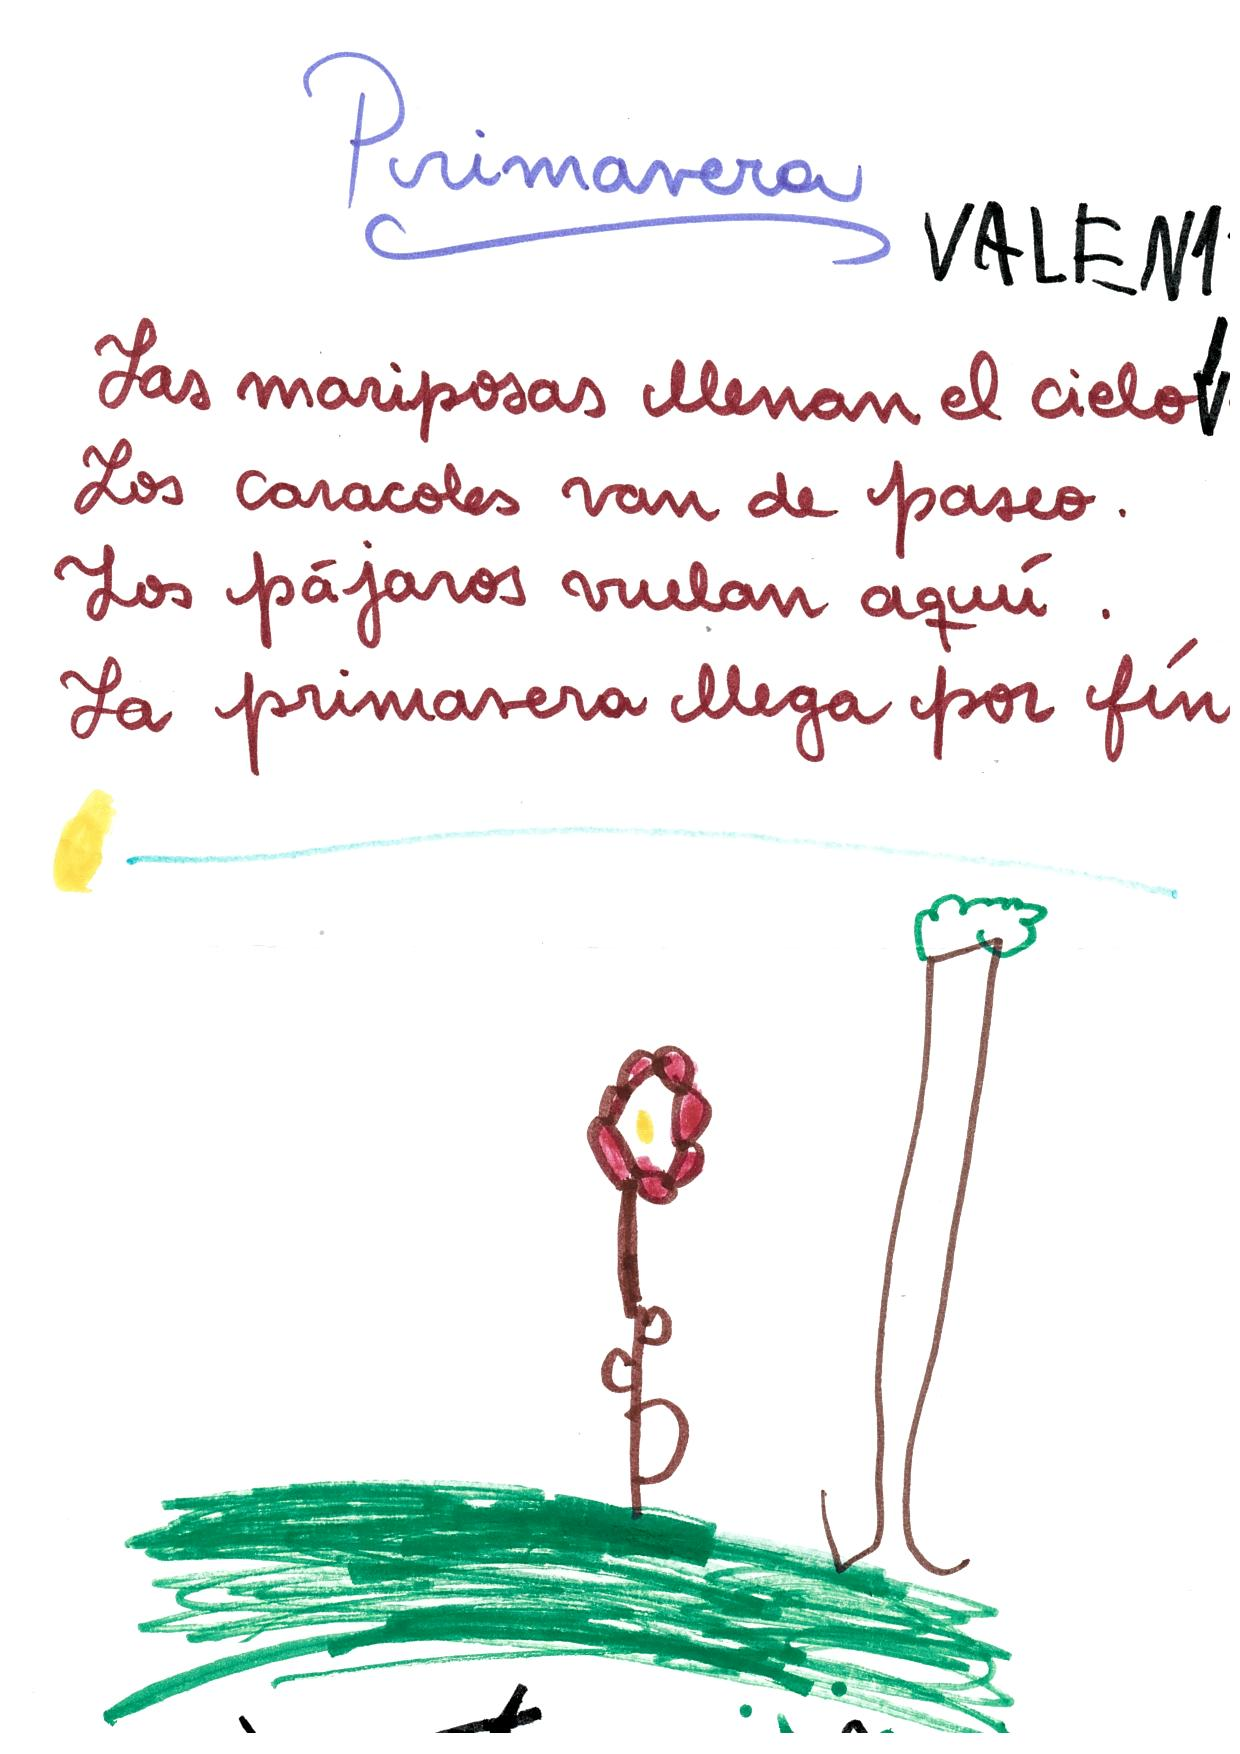 Primavera
VALEN
Las mariposas llenan el cielo
Los caracoles van de paseo.
Los pájaros vuelan aquí .
La primavera llega por fín